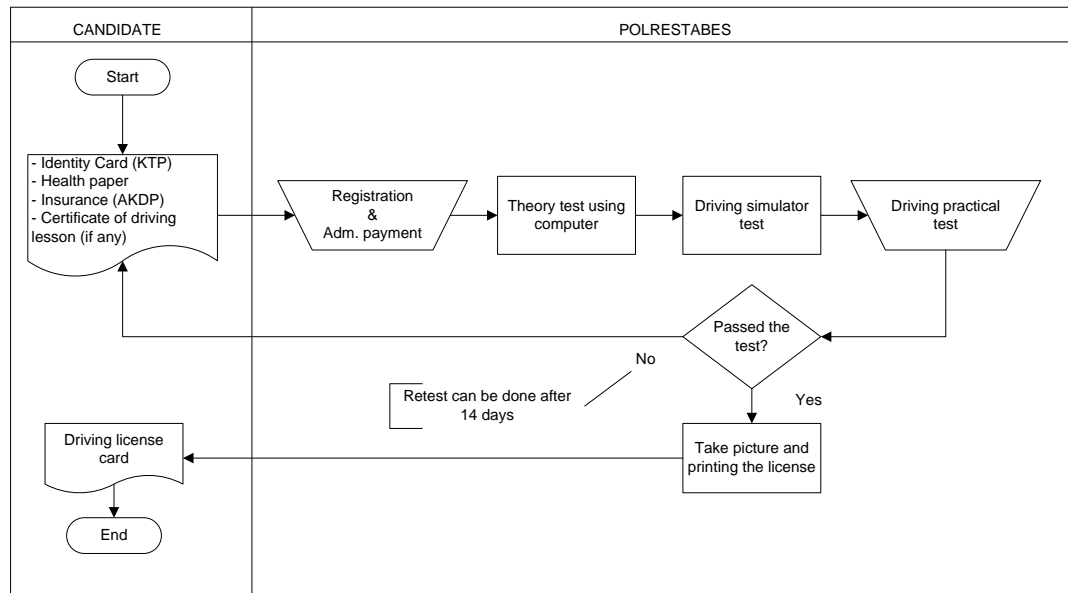 CANDIDATE
POLRESTABES
Start
- Identity Card (KTP)
- Health paper
- Insurance (AKDP)
- Certificate of driving
lesson (if any)
Registration
&
Adm. payment
Theory test using
computer
Driving simulator
test
Driving practical
test
Passed the
test?
No
Retest can be done after
14 days
Yes
Take picture and
printing the license
Driving license
card
End